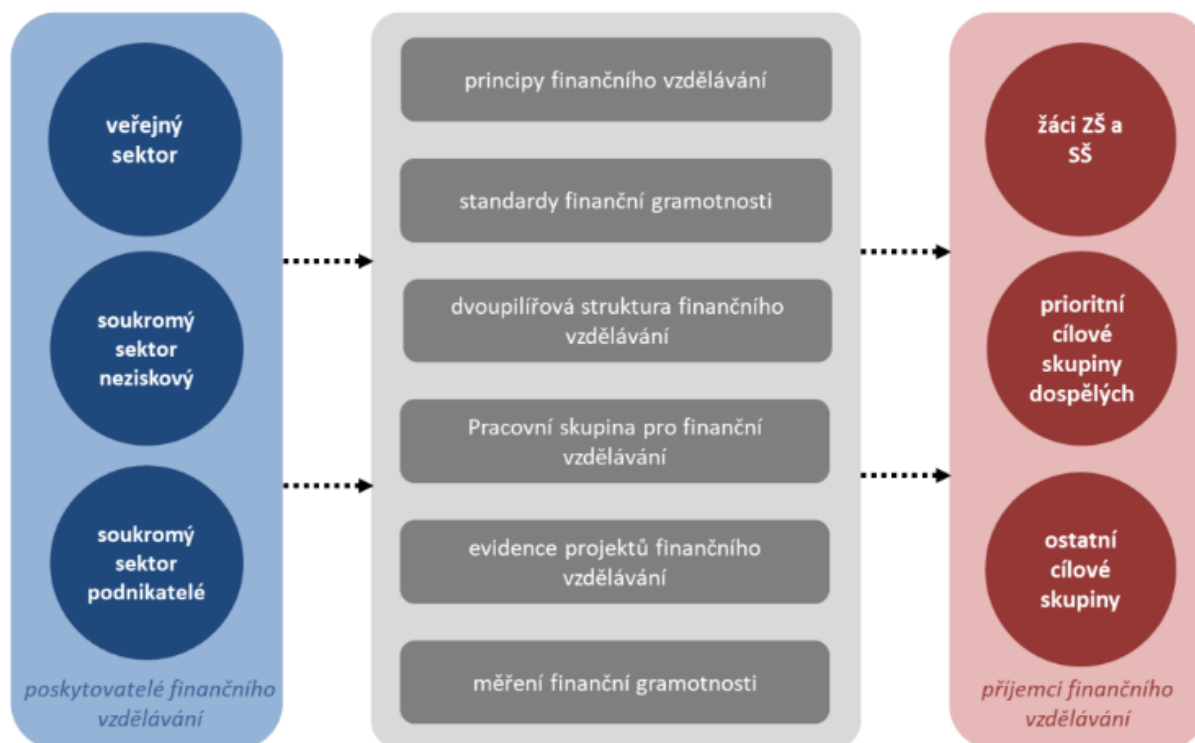 veřejný
sektor
soukromý
sektor
neziskový
soukromý
sektor
podnikatelé
poskytovatelé finančního
vzdělávání
principy finančního vzdělávání
standardy finanční gramotnosti
dvoupilířová struktura finančního
vzdělávání
Pracovní skupina pro finanční
vzdělávání
evidence projektů finančního
vzdělávání
měření finanční gramotnosti
žáci ZŠ a
SŠ
prioritní
cílové
skupiny
dospělých
ostatní
cílové
skupiny
příjemci finančního
vzdělávání